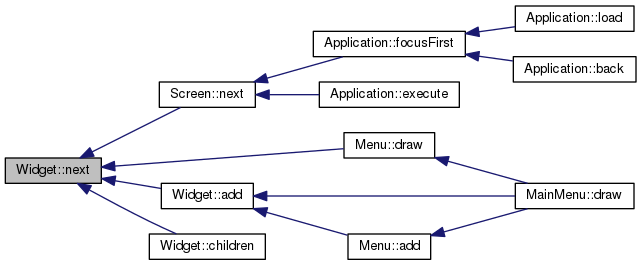 Application::load
Application::focusFirst
Application::back
Screen::next
Application::execute
Menu::draw
Widget::next
Widget::add
MainMenu::draw
Widget::children
Menu::add